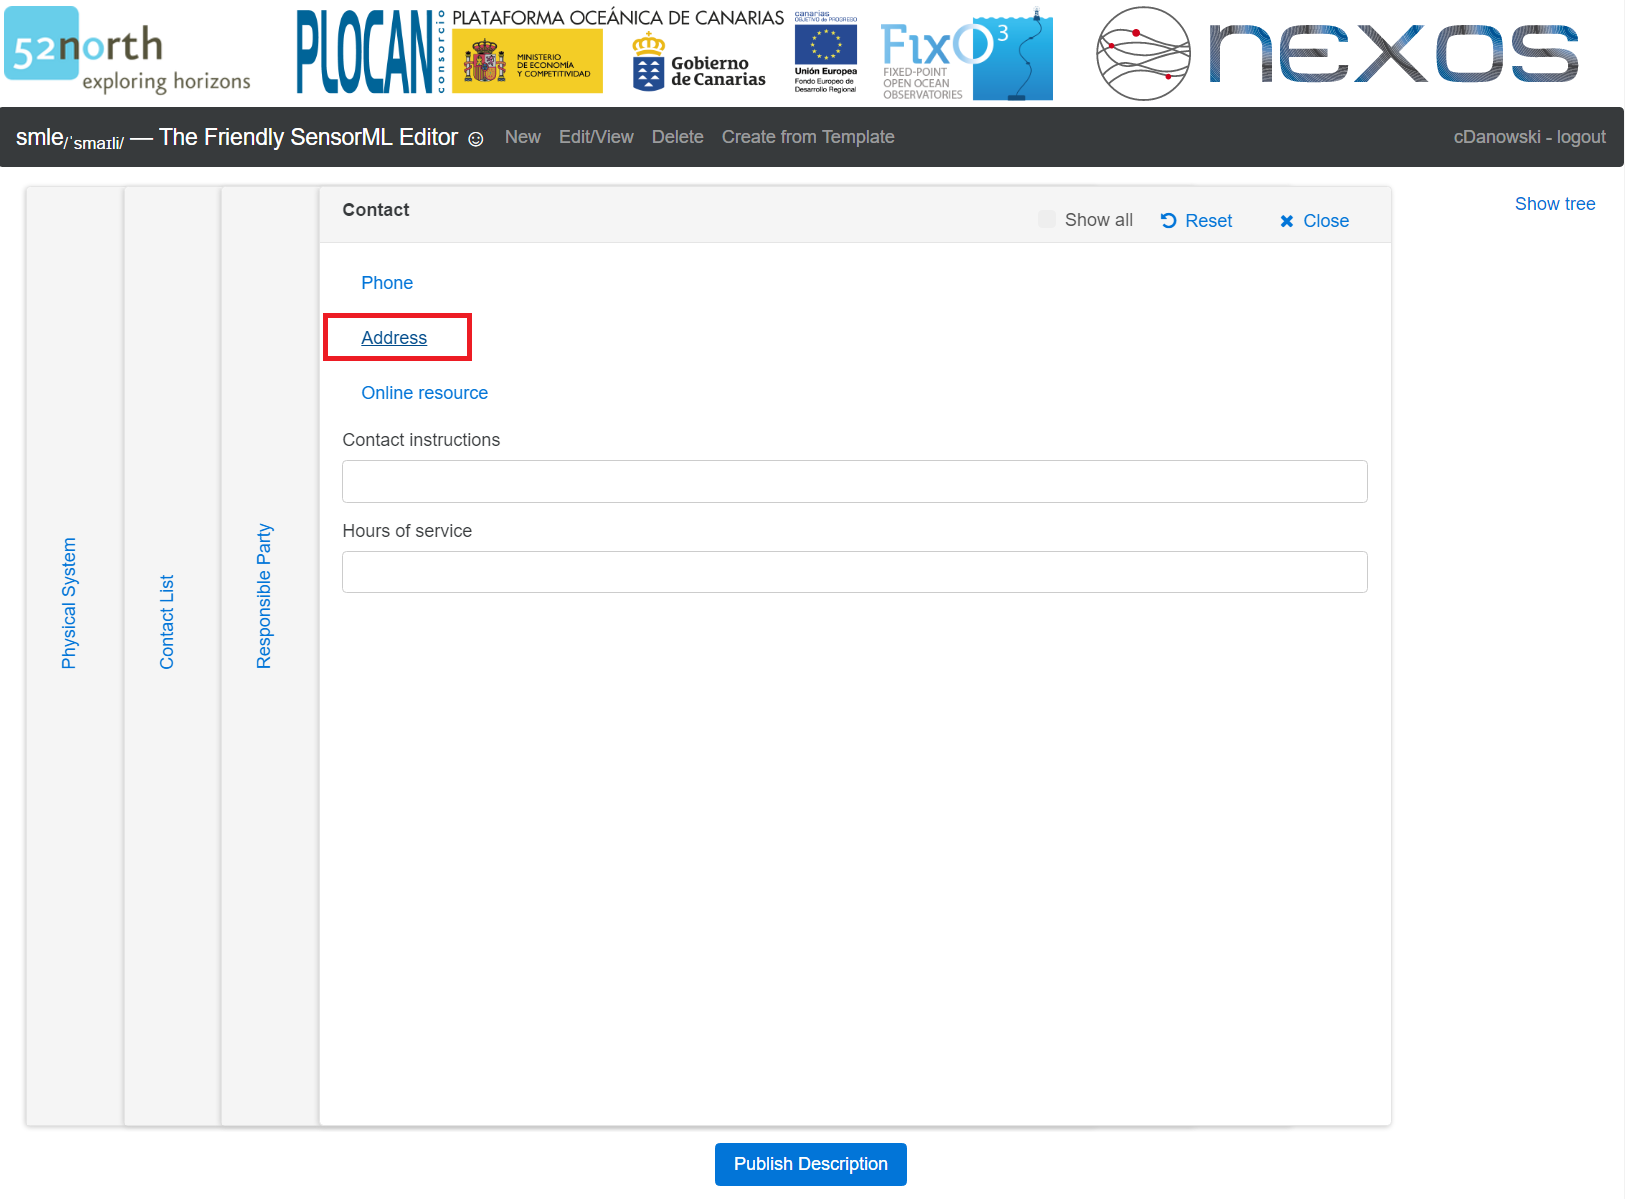 52north
exploring horizons
PLOCAN
consorcio
PLATAFORMA OCEÁNICA DE CANARIAS
MINISTERIO
DE ECONOMÍA
Y COMPETITIVIDAD
Gobierno
de Canarias
canarias
OBJETIVO DE PROGRESO
Unión Europea
Fondo Europeo de
Desarrollo Regional
FixO3
FIXED-POINT
OPEN OCEAN
OBSERVATORIES
nexos
smle/ˈsmaɪli/ — The Friendly SensorML Editor ☺
New
Edit/View
Delete
Create from Template
cDanowski - logout
Physical System
Contact List
Responsible Party
Contact
Show all
Reset
Close
Show tree
Phone
Address
Online resource
Contact instructions
Hours of service
Publish Description